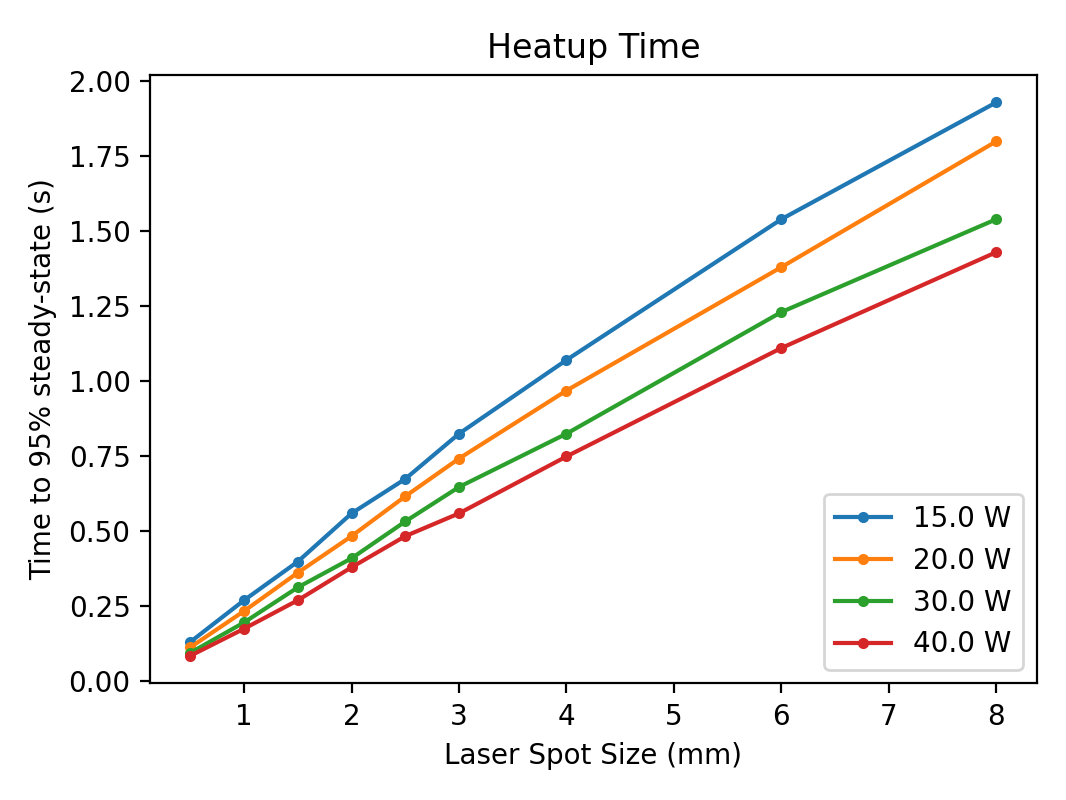 Heatup Time
Time to 95% steady-state (s)
2.00
1.75
1.50
1.25
1.00
0.75
0.50
0.25
0.00
15.0 W
20.0 W
30.0 W
40.0 W
1 2 3 4 5 6 7 8
Laser Spot Size (mm)